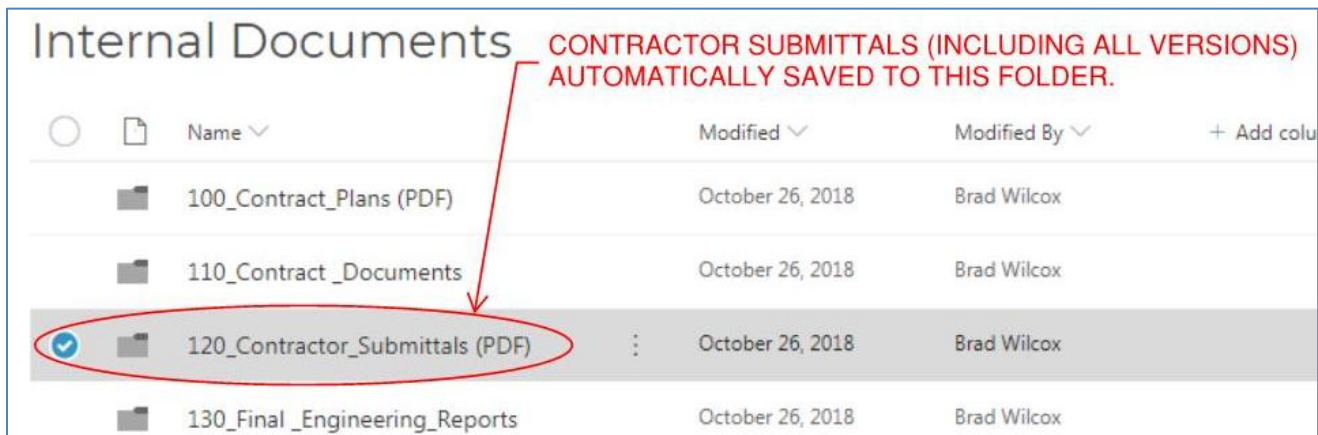 Internal Documents
CONTRACTOR SUBMITTALS (INCLUDING ALL VERSIONS)
AUTOMATICALLY SAVED TO THIS FOLDER.
Name Modified Modified By + Add colu
100_Contract_Plans (PDF) October 26, 2018 Brad Wilcox
110_Contract _Documents October 26, 2018 Brad Wilcox
120_Contractor_Submittals (PDF) October 26, 2018 Brad Wilcox
130_Final _Engineering_Reports October 26, 2018 Brad Wilcox